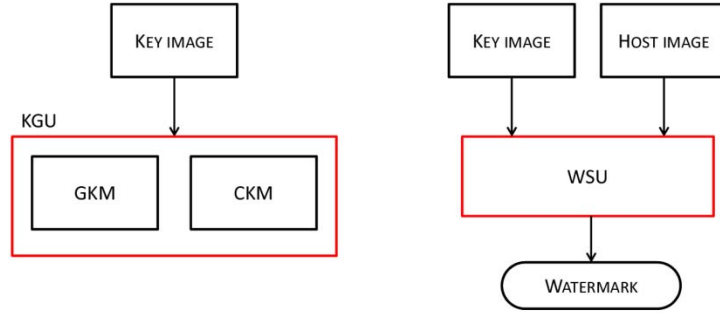 KEY IMAGE
KGU
GKM
CKM
KEY IMAGE
HOST IMAGE
WSU
WATERMARK